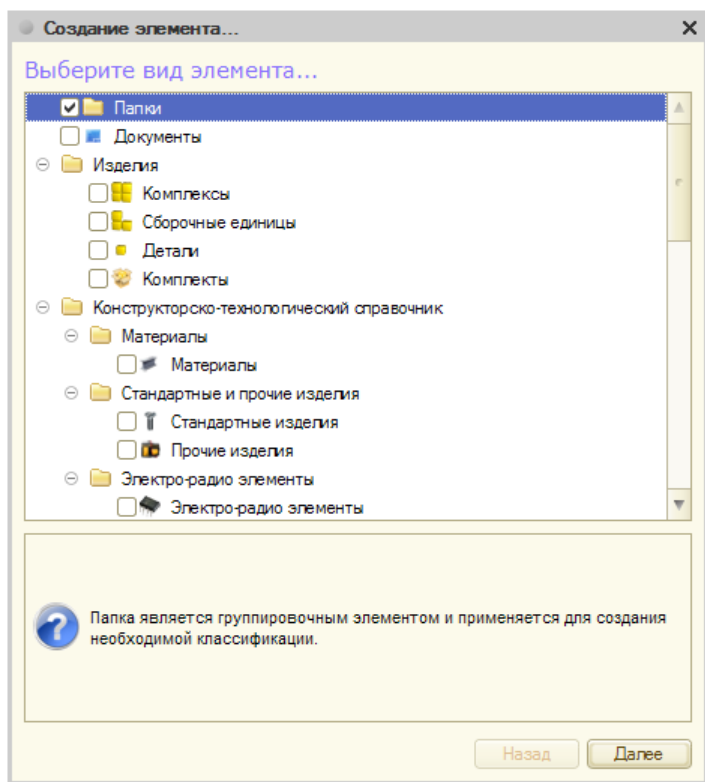 Создание элемента...
Выберите вид элемента...
Папки
Документы
Изделия
Комплексы
Сборочные единицы
Детали
Комплекты
Конструкторско-технологический справочник
Материалы
Материалы
Стандартные и прочие изделия
Стандартные изделия
Прочие изделия
Электро-радио элементы
Электро-радио элементы
Папка является группировочным элементом и применяется для создания
необходимой классификации.
Назад Далее